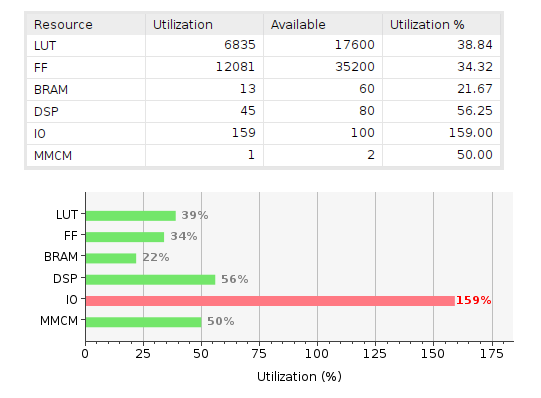 Resource Utilization Available Utilization %
LUT 6835 17600 38.84
FF 12081 35200 34.32
BRAM 13 60 21.67
DSP 45 80 56.25
IO 159 100 159.00
MMCM 1 2 50.00
LUT 39%
FF 34%
BRAM 22%
DSP 56%
IO 159%
MMCM 50%
0 25 50 75 100 125 150 175
Utilization (%)